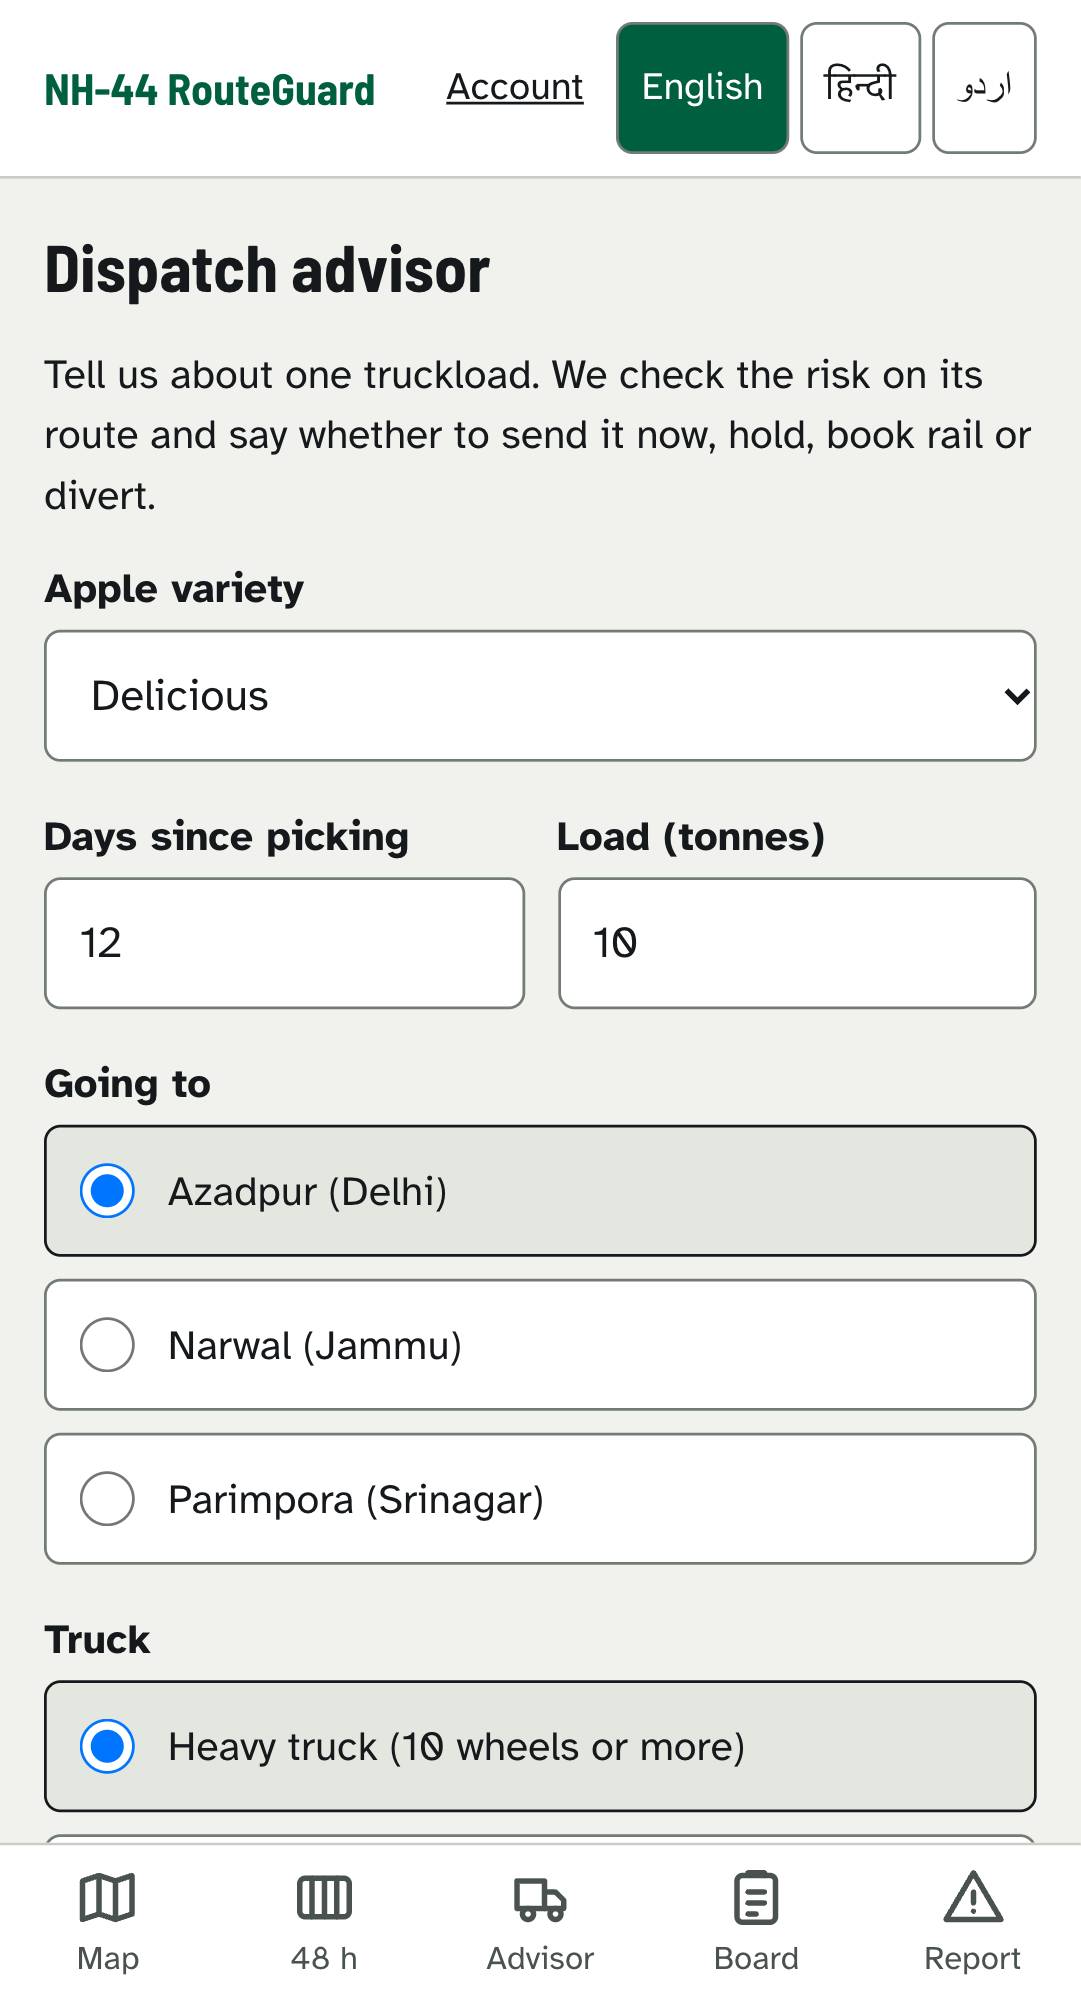 NH-44 RouteGuard
Account
English
हिन्दी
اردو
Dispatch advisor
Tell us about one truckload. We check the risk on its
route and say whether to send it now, hold, book rail or
divert.
Apple variety
Delicious
Days since picking
Load (tonnes)
12
10
Going to
Azadpur (Delhi)
Narwal (Jammu)
Parimpora (Srinagar)
Truck
Heavy truck (10 wheels or more)
Map
48 h
Advisor
Board
Report